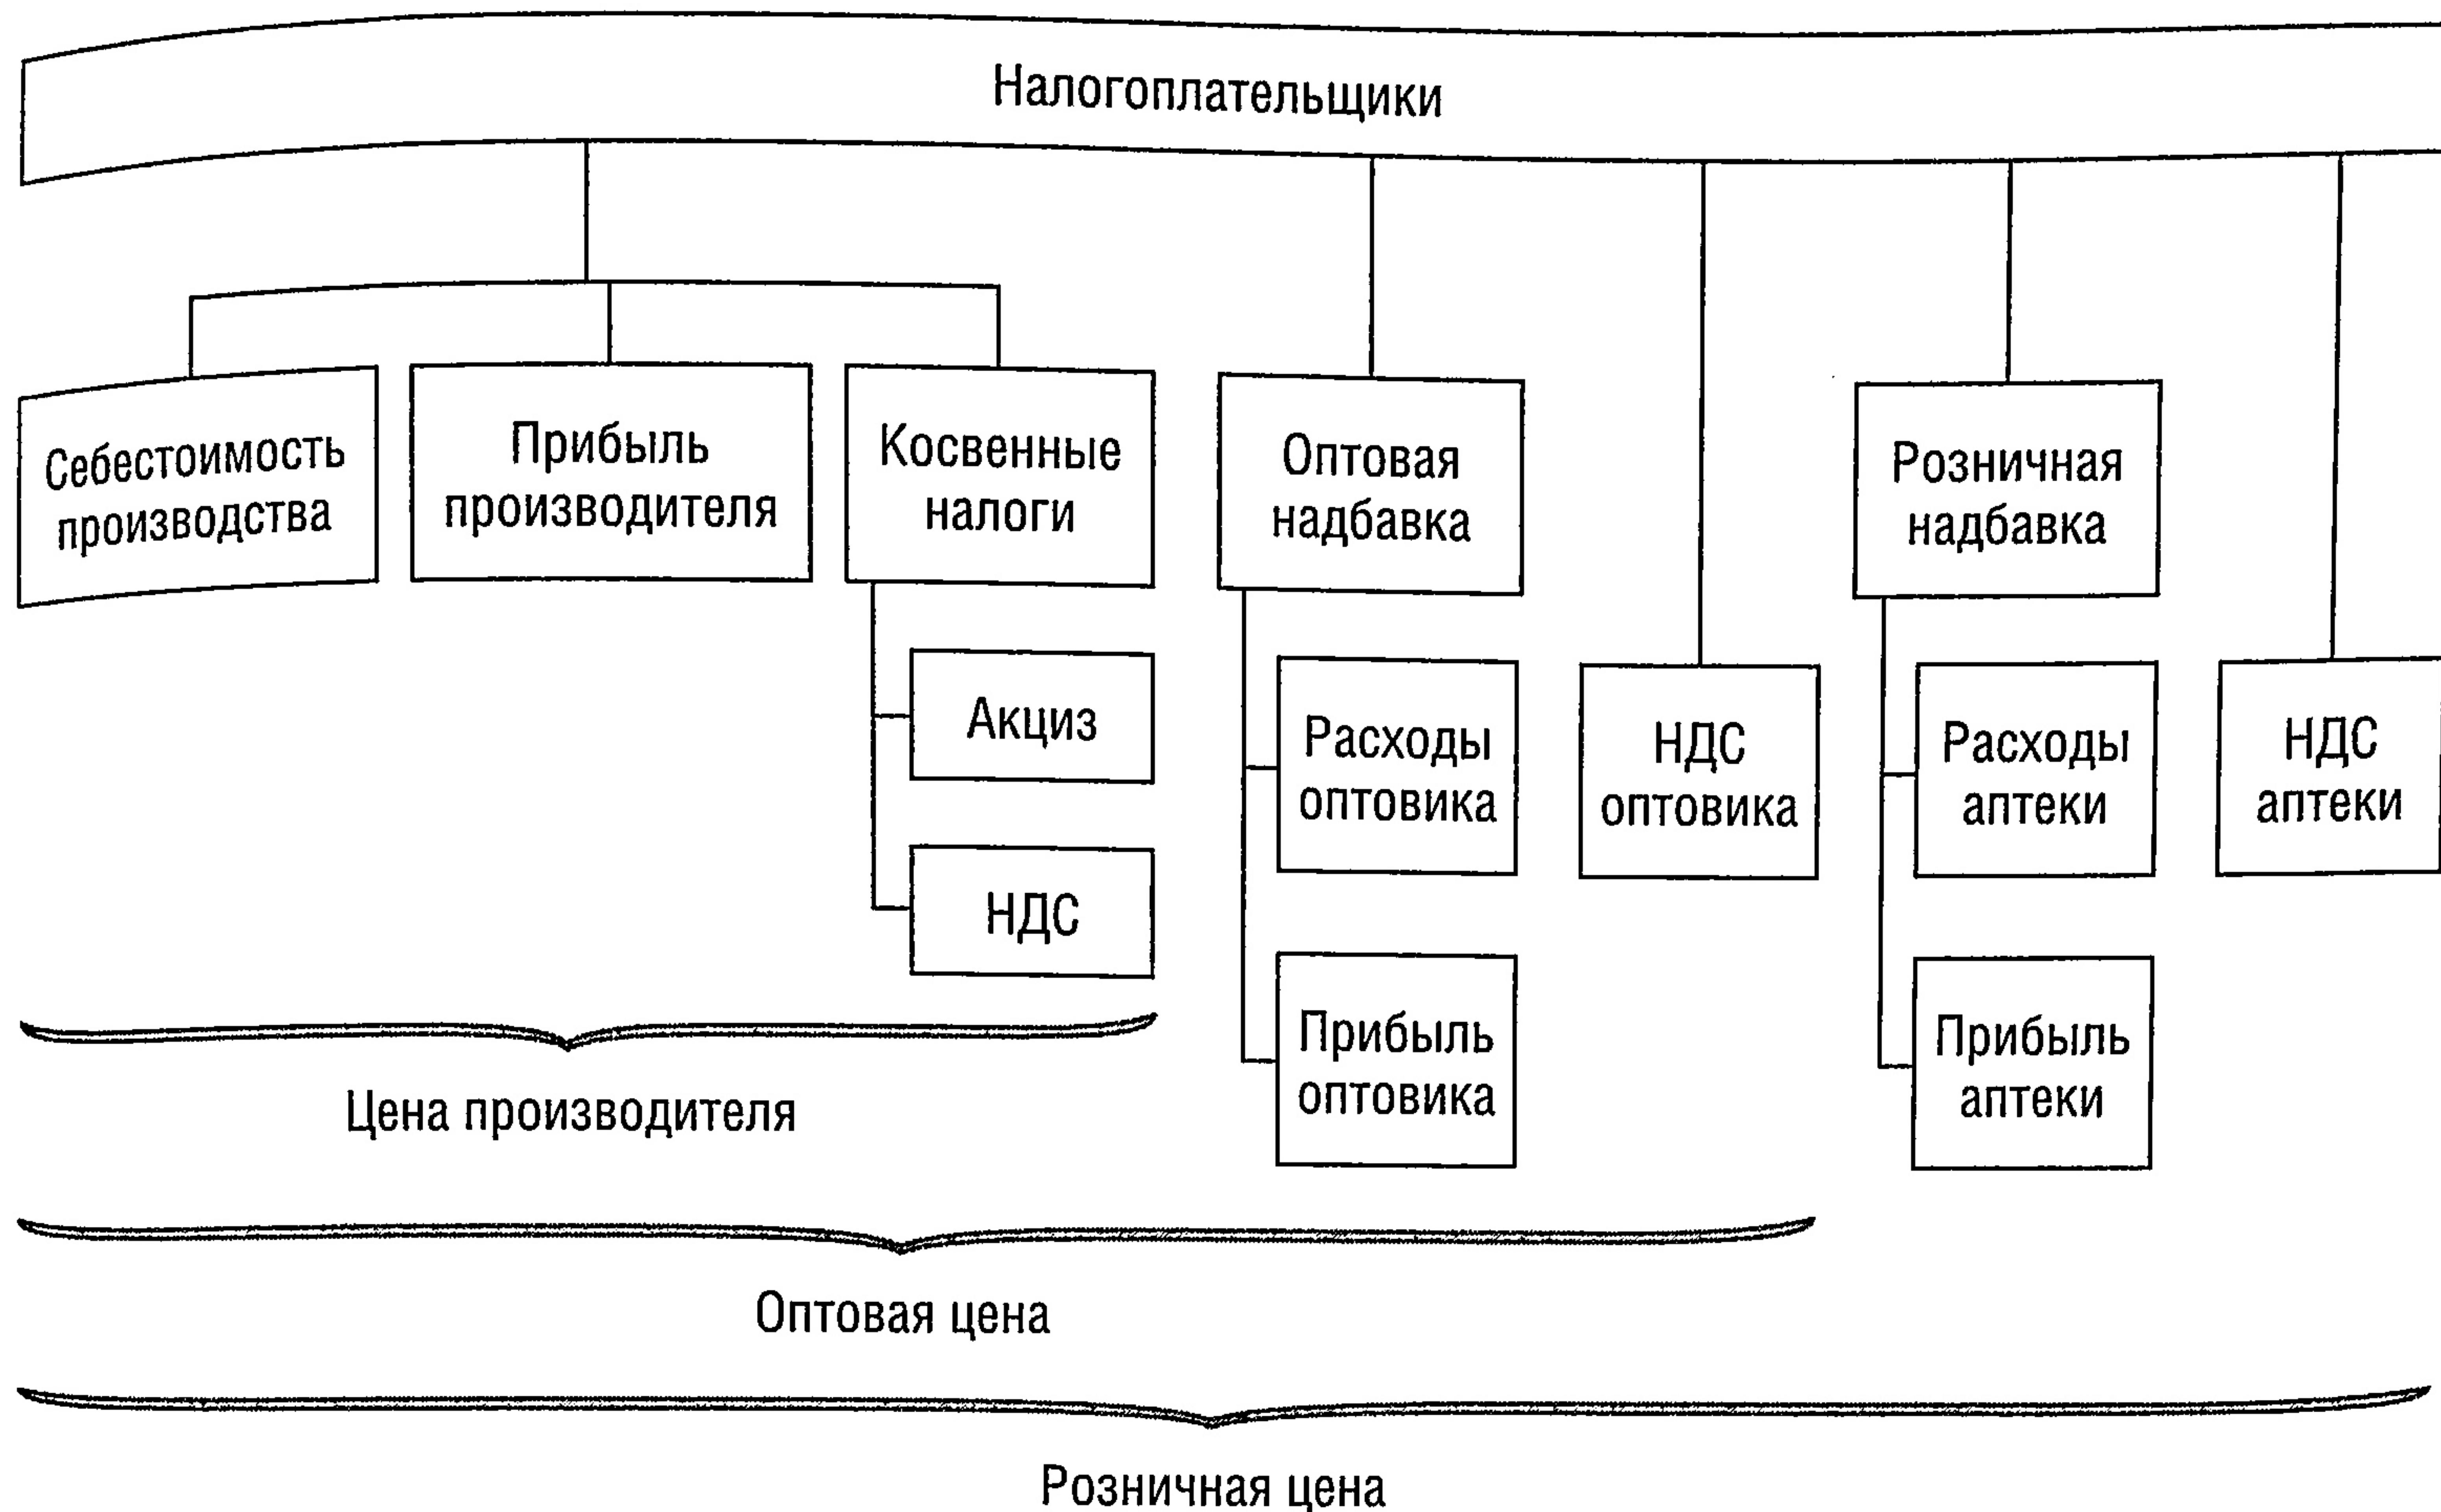 Налогоплательщики
Себестоимость
производства
Прибыль
производителя
Косвенные
налоги
Оптовая
надбавка
Розничная
надбавка
Акциз
НДС
Расходы
оптовика
Прибыль
оптовика
НДС
оптовика
Расходы
аптеки
Прибыль
аптеки
НДС
аптеки
Цена производителя
Оптовая цена
Розничная цена